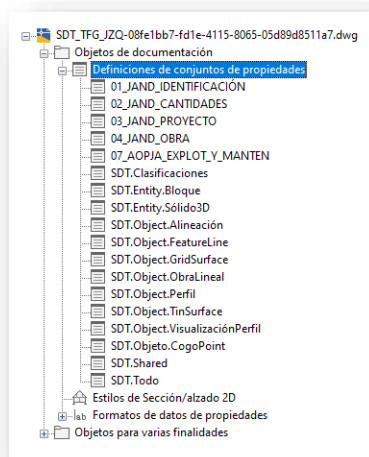 SDT_TFG_JZQ-08fe1bb7-fd1e-4115-8065-05d89d8511a7.dwg
Objetos de documentación
Definiciones de conjuntos de propiedades
01_JAND_IDENTIFICACIÓN
02_JAND_CANTIDADES
03_JAND_PROYECTO
04_JAND_OBRA
07_AOPJA_EXPLOT_Y_MANTEN
SDT.Clasificaciones
SDT.Entity.Bloque
SDT.Entity.Sólido3D
SDT.Object.Alineación
SDT.Object.FeatureLine
SDT.Object.GridSurface
SDT.Object.ObraLineal
SDT.Object.Perfil
SDT.Object.TinSurface
SDT.Object.VisualizaciónPerfil
SDT.Objeto.CogoPoint
SDT.Shared
SDT.Todo
Estilos de Sección/alzado 2D
lab Formatos de datos de propiedades
Objetos para varias finalidades